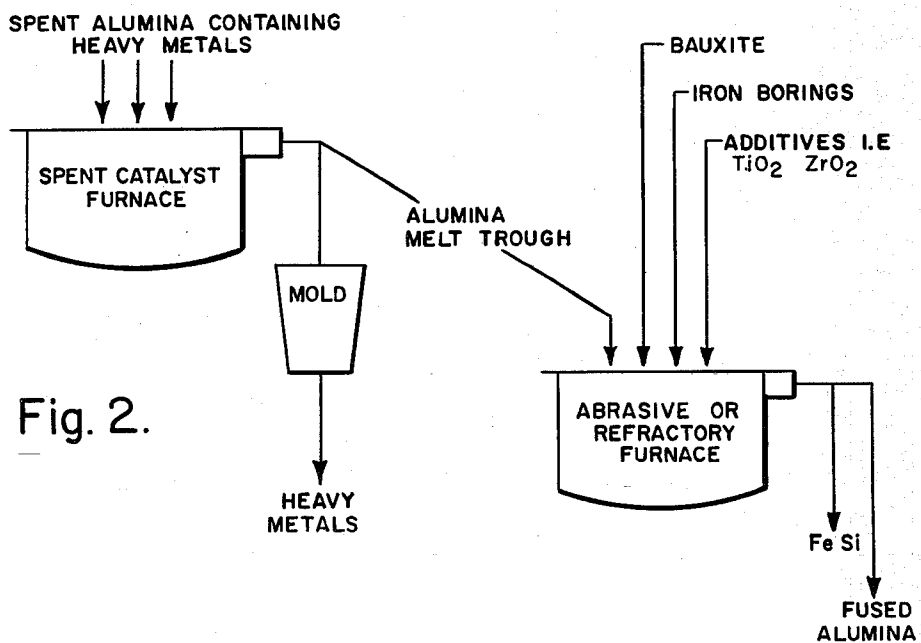 SPENT ALUMINA CONTAINING
HEAVY METALS
SPENT CATALYST
FURNACE
MOLD
HEAVY
METALS
ALUMINA
MELT TROUGH
BAUXITE
IRON BORINGS
ADDITIVES I.E
TiO₂ ZrO₂
ABRASIVE OR
REFRACTORY
FURNACE
Fe Si
FUSED
ALUMINA
Fig. 2.